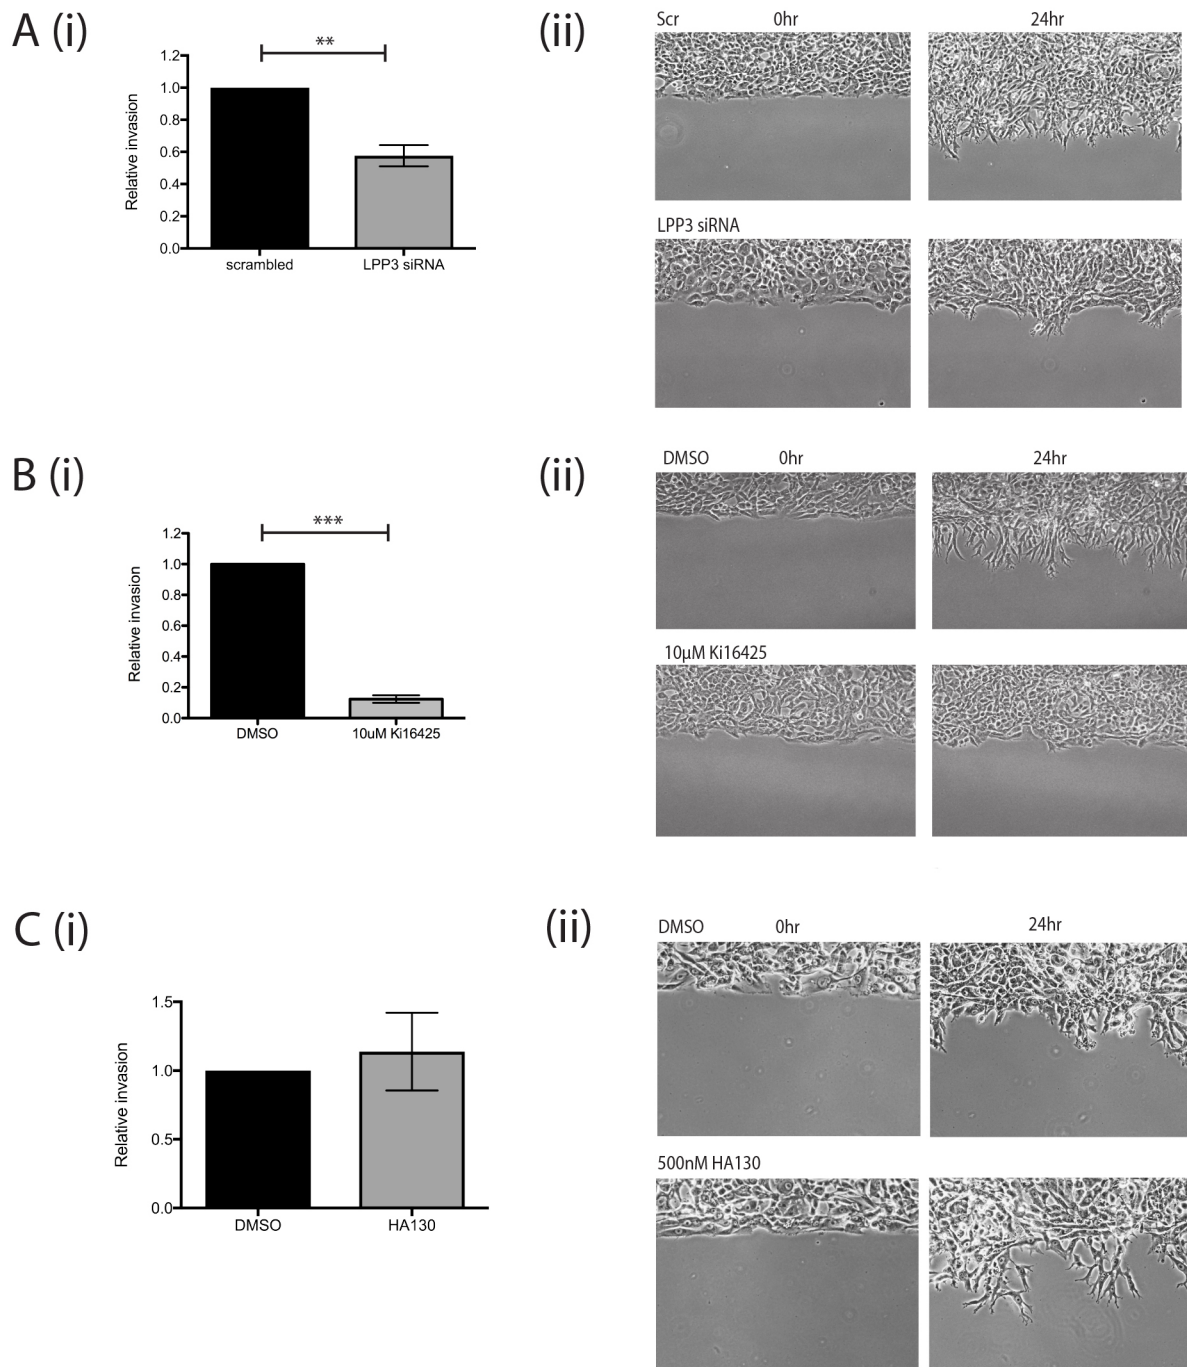 A (i)
**
1.2
1.0
0.8
0.6
0.4
0.2
0.0
Relative invasion
scrambled LPP3 siRNA
(ii)
Scr 0hr 24hr
LPP3 siRNA
B (i)
***
1.2
1.0
0.8
0.6
0.4
0.2
0.0
Relative invasion
DMSO 10uM Ki16425
(ii)
DMSO 0hr 24hr
10μM Ki16425
C (i)
1.5
1.0
0.5
0.0
Relative invasion
DMSO HA130
(ii)
DMSO 0hr 24hr
500nM HA130